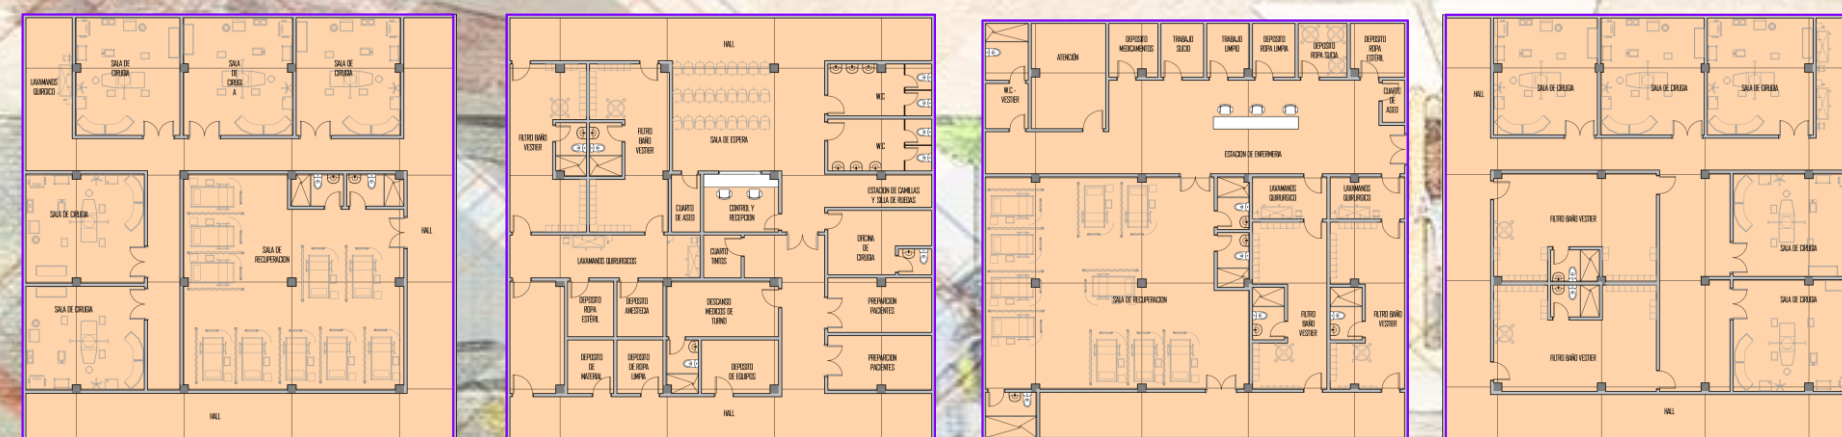 SALA DE
CIRUGIA
SALA
DE
CIRUGI
A
SALA DE
CIRUGIA
LAVAMANOS
QUIRGICO
SALA DE CIRUGIA
SALA DE
RECUPERACION
HALL
SALA DE CIRUGIA
HALL
HALL
FILTRO BAÑO
VESTIER
FILTRO
BAÑO
VESTIER
SALA DE ESPERA
W.C
W.C
ESTACION DE CAMILLAS
Y SILLA DE RUEDAS
CUARTO
DE ASEO
CONTROL Y
RECEPCION
OFICINA
DE
CIRUGIA
LAVAMANOS QUIRURGICOS
CUARTO
TINTOS
DEPOSITO
ROPA
ESTÉRIL
DEPOSITO
ANESTECIA
DESCANSO
MEDICOS DE
TURNO
PREPARCION
PACIENTES
DEPOSITO
DE
MATERIAL
DEPOSITO
DE ROPA
LIMPIA
DEPOSITO
DE EQUIPOS
PREPARCION
PACIENTES
HALL
ATENCIÓN
DEPOSITO
MEDICAMENTOS
TRABAJO
SUCIO
TRABAJO
LIMPIO
DEPOSITO
ROPA LIMPIA
DEPOSITO
ROPA SUCIA
DEPOSITO
ROPA
ESTÉRIL
W.C -
VESTIER
CUARTO
DE
ASEO
ESTACION DE ENFERMERIA
LAVAMANOS
QUIRURGICO
LAVAMANOS
QUIRURGICO
SALA DE RECUPERACION
FILTRO
BAÑO
VESTIER
FILTRO BAÑO
VESTIER
HALL
SALA DE CIRUGIA
SALA DE CIRUGIA
SALA DE CIRUGIA
FILTRO BAÑO VESTIER
SALA DE CIRUGIA
SALA DE CIRUGIA
FILTRO BAÑO VESTIER
HALL